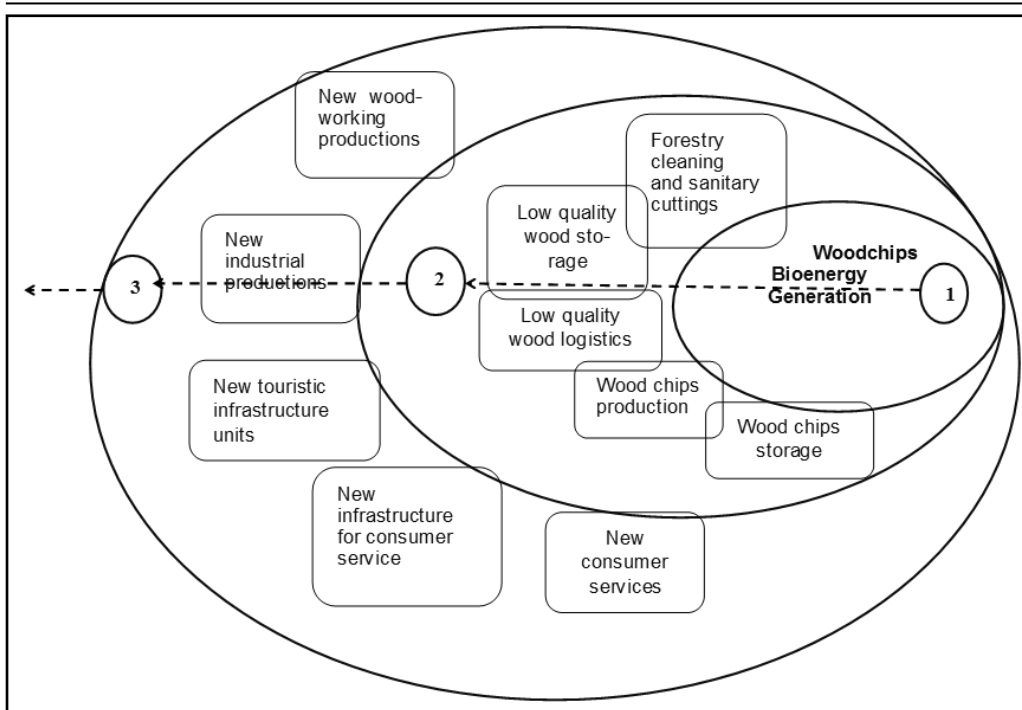 New wood-
working
productions
Forestry
cleaning
and sanitary
cuttings
Low quality
wood sto-
rage
New
industrial
productions
Woodchips
Bioenergy
Generation
3
2
1
Low quality
wood logistics
New touristic
infrastructure
units
Wood chips
production
Wood chips
storage
New
infrastructure
for consumer
service
New
consumer
services